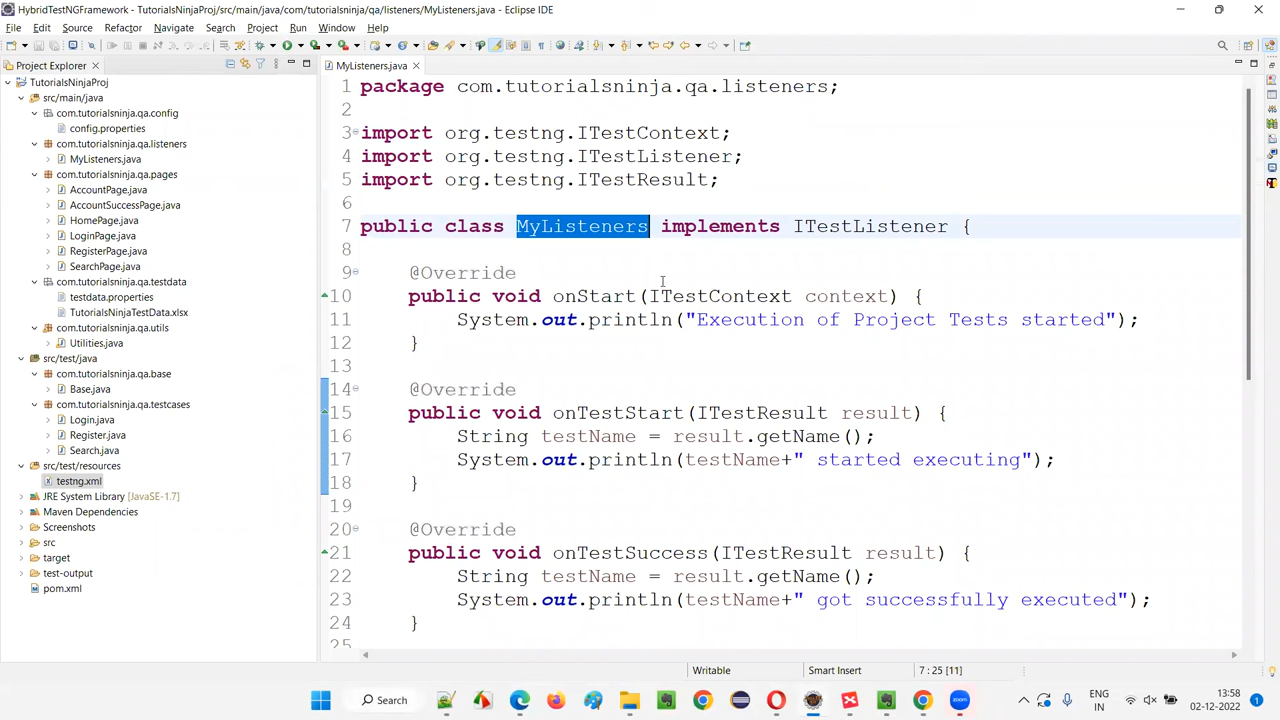 HybridTestNGFramework - TutorialsNinjaProj/src/main/java/com/tutorialsninja/qa/listeners/MyListeners.java - Eclipse IDE
File Edit Source Refactor Navigate Search Project Run Window Help
Project Explorer
TutorialsNinjaProj
src/main/java
com.tutorialsninja.qa.config
config.properties
com.tutorialsninja.qa.listeners
MyListeners.java
com.tutorialsninja.qa.pages
AccountPage.java
AccountSuccessPage.java
HomePage.java
LoginPage.java
RegisterPage.java
SearchPage.java
com.tutorialsninja.qa.testdata
testdata.properties
TutorialsNinjaTestData.xlsx
com.tutorialsninja.qa.utils
Utilities.java
src/test/java
com.tutorialsninja.qa.base
Base.java
com.tutorialsninja.qa.testcases
Login.java
Register.java
Search.java
src/test/resources
testng.xml
JRE System Library [JavaSE-1.7]
Maven Dependencies
Screenshots
src
target
test-output
pom.xml
MyListeners.java
1 package com.tutorialsninja.qa.listeners;
2
3 import org.testng.ITestContext;
4 import org.testng.ITestListener;
5 import org.testng.ITestResult;
6
7 public class MyListeners implements ITestListener {
8
9 @Override
10 public void onStart(ITestContext context) {
11 System.out.println("Execution of Project Tests started");
12 }
13
14 @Override
15 public void onTestStart(ITestResult result) {
16 String testName = result.getName();
17 System.out.println(testName+" started executing");
18 }
19
20 @Override
21 public void onTestSuccess(ITestResult result) {
22 String testName = result.getName();
23 System.out.println(testName+" got successfully executed");
24 }
25
Writable Smart Insert 7 : 25 [11]
Search
ENG
IN
13:58
02-12-2022
1